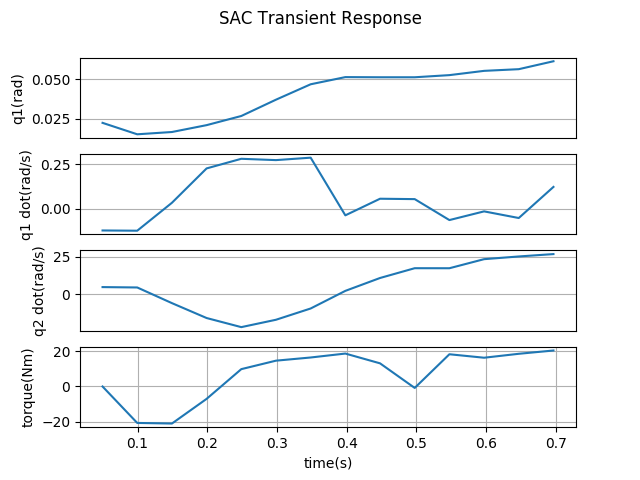 SAC Transient Response
0.050
0.025
q1(rad)
0.25
0.00
q1 dot(rad/s)
25
0
q2 dot(rad/s)
20
0
−20
torque(Nm)
0.1 0.2 0.3 0.4 0.5 0.6 0.7
time(s)